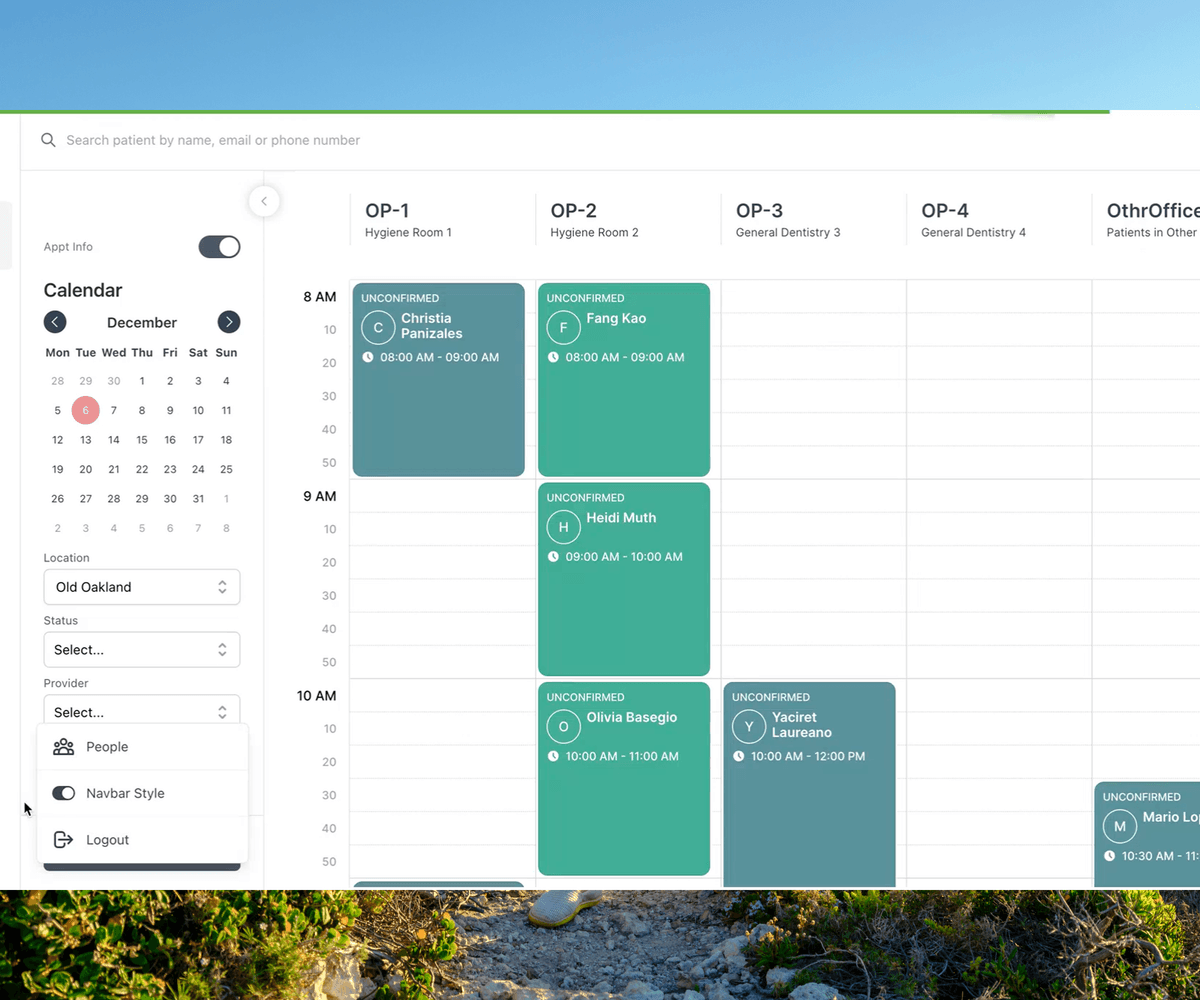 Search patient by name, email or phone number
Appt Info
Calendar
December
Mon Tue Wed Thu Fri Sat Sun
28 29 30 1 2 3 4
5 6 7 8 9 10 11
12 13 14 15 16 17 18
19 20 21 22 23 24 25
26 27 28 29 30 31 1
2 3 4 5 6 7 8
Location
Old Oakland
Status
Select...
Provider
Select...
People
Navbar Style
Logout
OP-1
Hygiene Room 1
OP-2
Hygiene Room 2
OP-3
General Dentistry 3
OP-4
General Dentistry 4
OthrOffice
Patients in Other
8 AM
10
20
30
40
50
9 AM
10
20
30
40
50
10 AM
10
20
30
40
50
UNCONFIRMED
C
Christia
Panizales
08:00 AM - 09:00 AM
UNCONFIRMED
F
Fang Kao
08:00 AM - 09:00 AM
UNCONFIRMED
H
Heidi Muth
09:00 AM - 10:00 AM
UNCONFIRMED
O
Olivia Basegio
10:00 AM - 11:00 AM
UNCONFIRMED
Y
Yaciret
Laureano
10:00 AM - 12:00 PM
UNCONFIRMED
M
Mario
10:30 AM - 11: